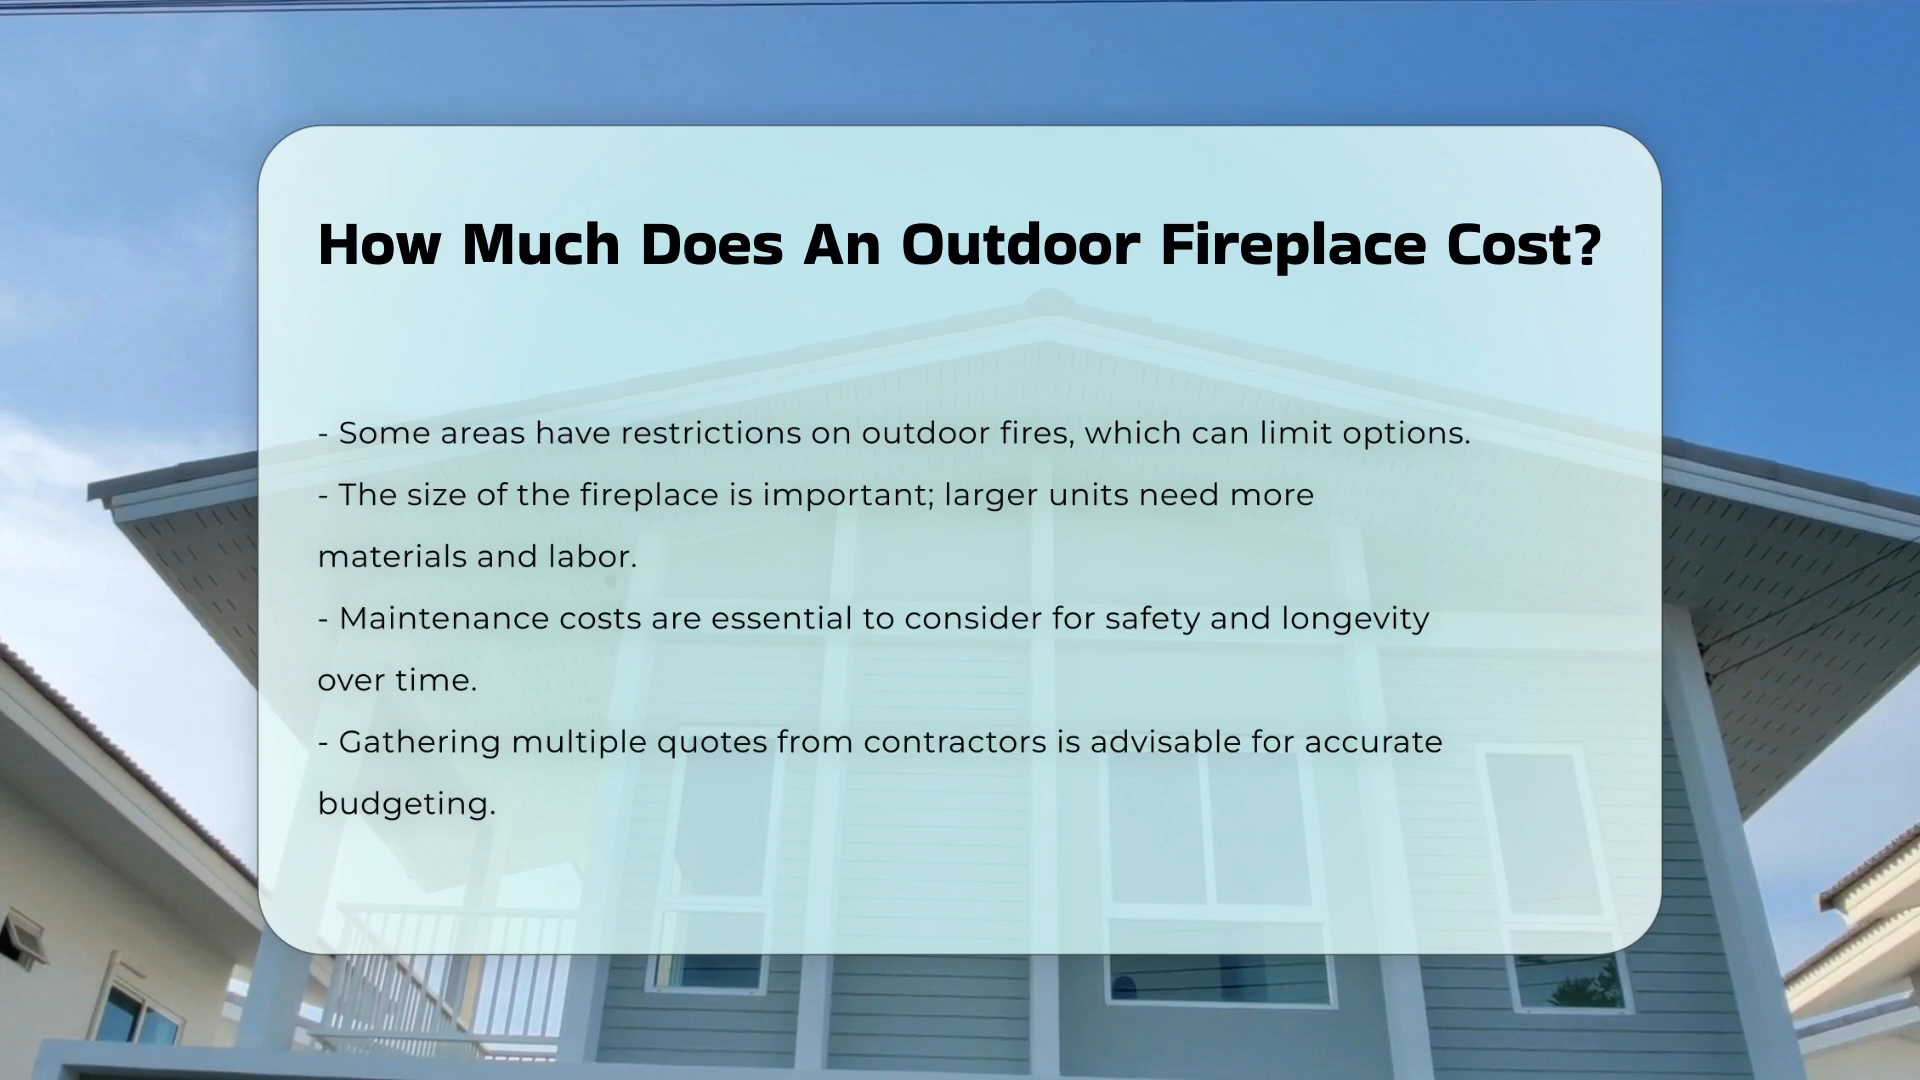 How Much Does An Outdoor Fireplace Cost?
- Some areas have restrictions on outdoor fires, which can limit options.
- The size of the fireplace is important; larger units need more
materials and labor.
- Maintenance costs are essential to consider for safety and longevity
over time.
- Gathering multiple quotes from contractors is advisable for accurate
budgeting.